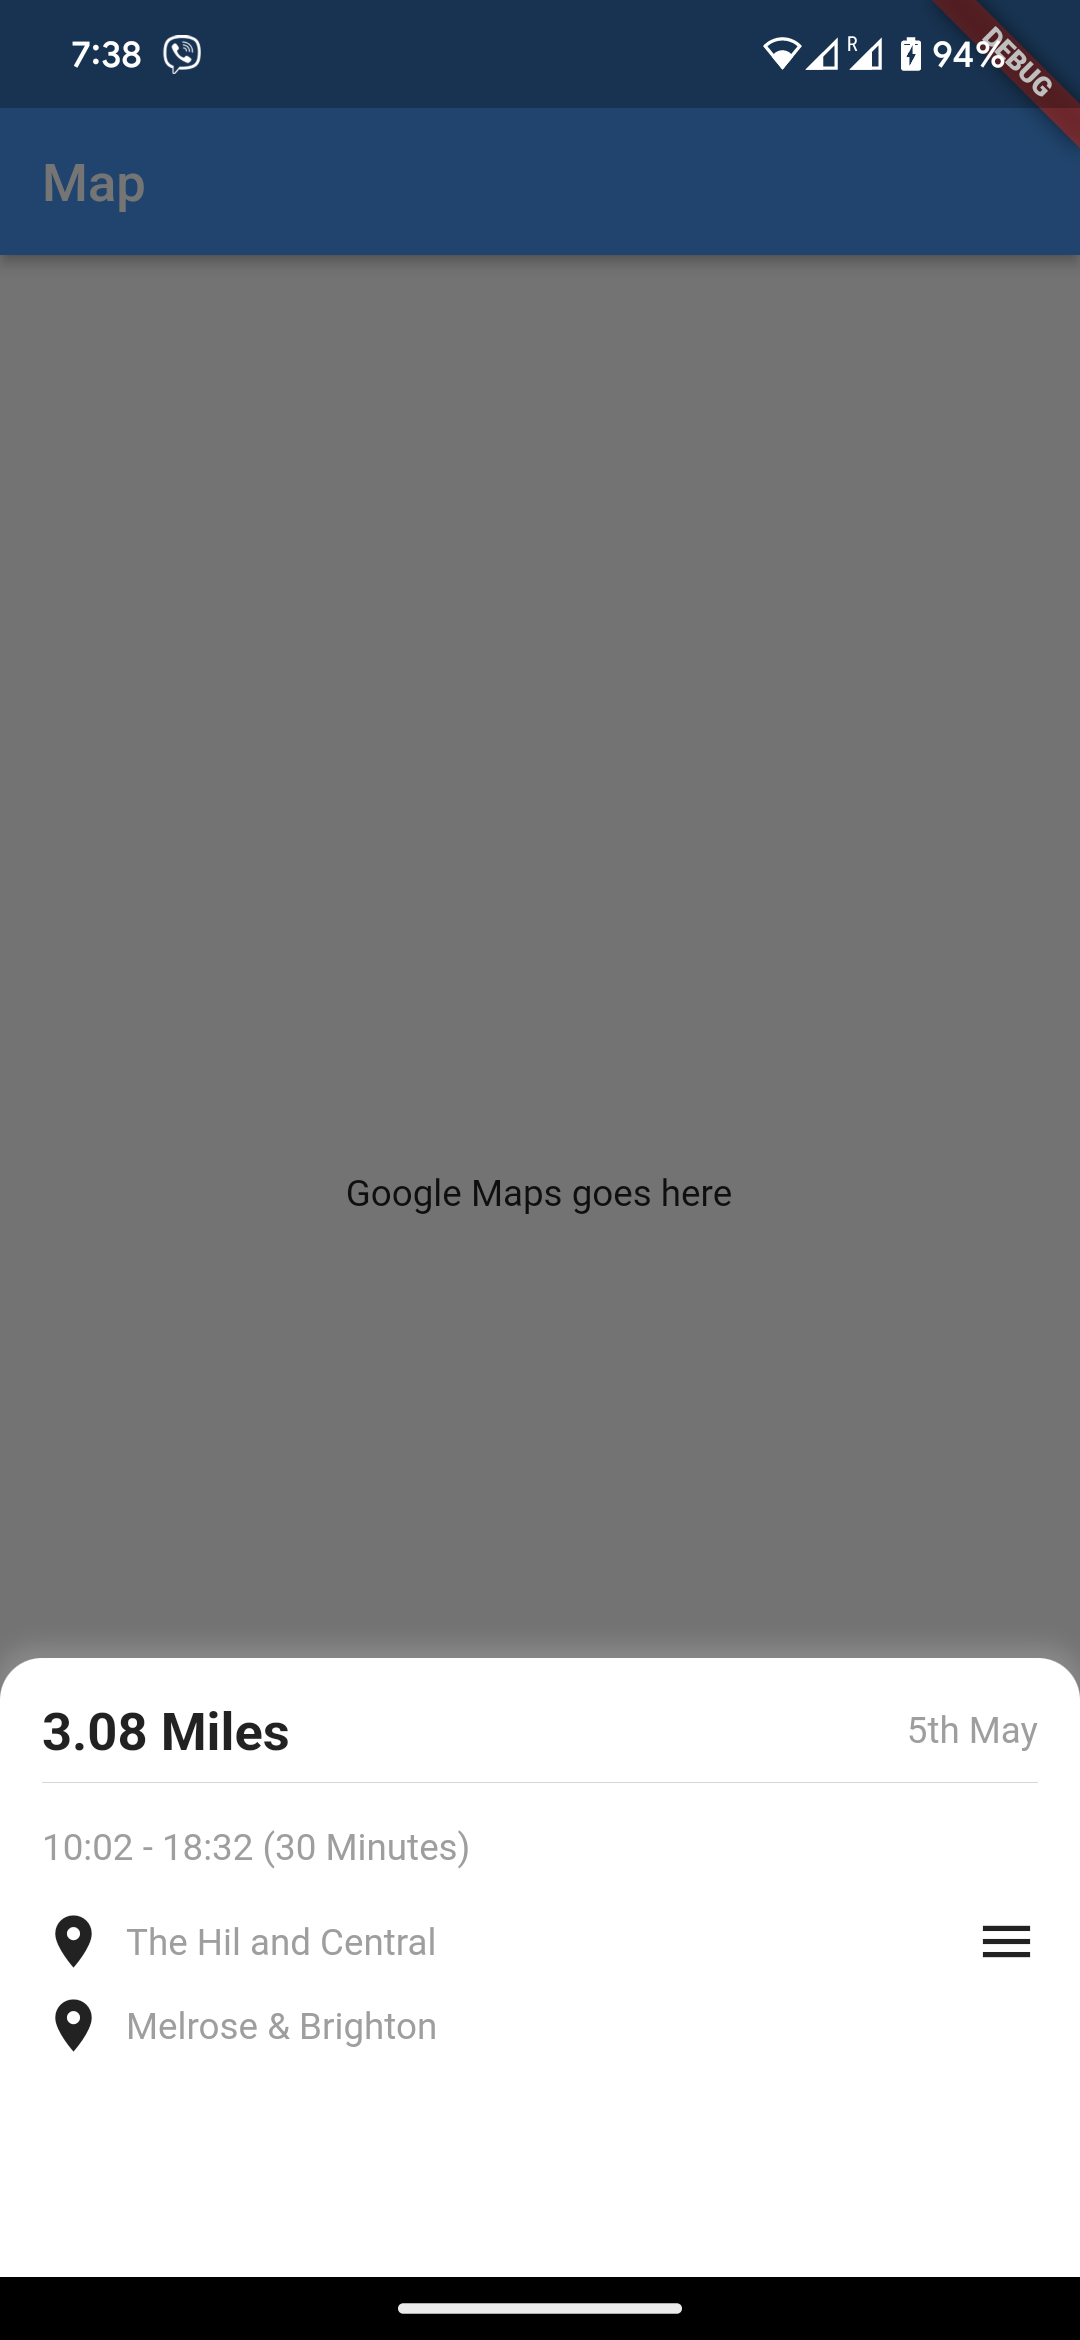 7:38
R
94%
DEBUG
Map
Google Maps goes here
3.08 Miles
5th May
10:02 - 18:32 (30 Minutes)
The Hil and Central
Melrose & Brighton